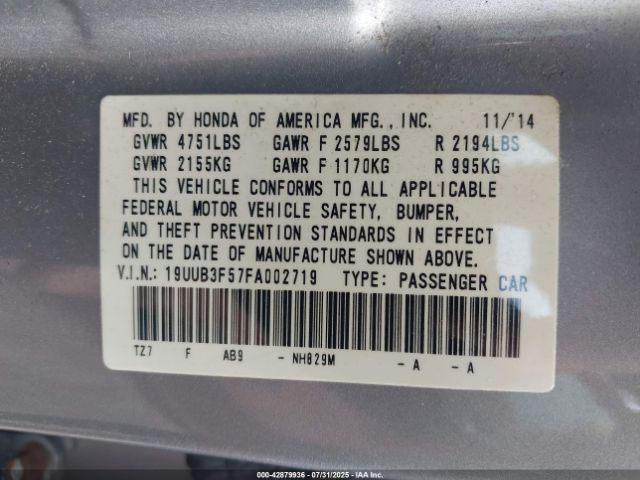 MFD. BY HONDA OF AMERICA MFG., INC. 11/'14
GVWR 4751LBS GAWR F 2579LBS R 2194LBS
GVWR 2155KG GAWR F 1170KG R 995KG
THIS VEHICLE CONFORMS TO ALL APPLICABLE
FEDERAL MOTOR VEHICLE SAFETY, BUMPER,
AND THEFT PREVENTION STANDARDS IN EFFECT
ON THE DATE OF MANUFACTURE SHOWN ABOVE.
V.I.N.: 19UUB3F57FA002719 TYPE: PASSENGER CAR
TZ7 F AB9 - NH829M - A - A
(00-42879936 | 07/31/2025 | IAAI, Inc.